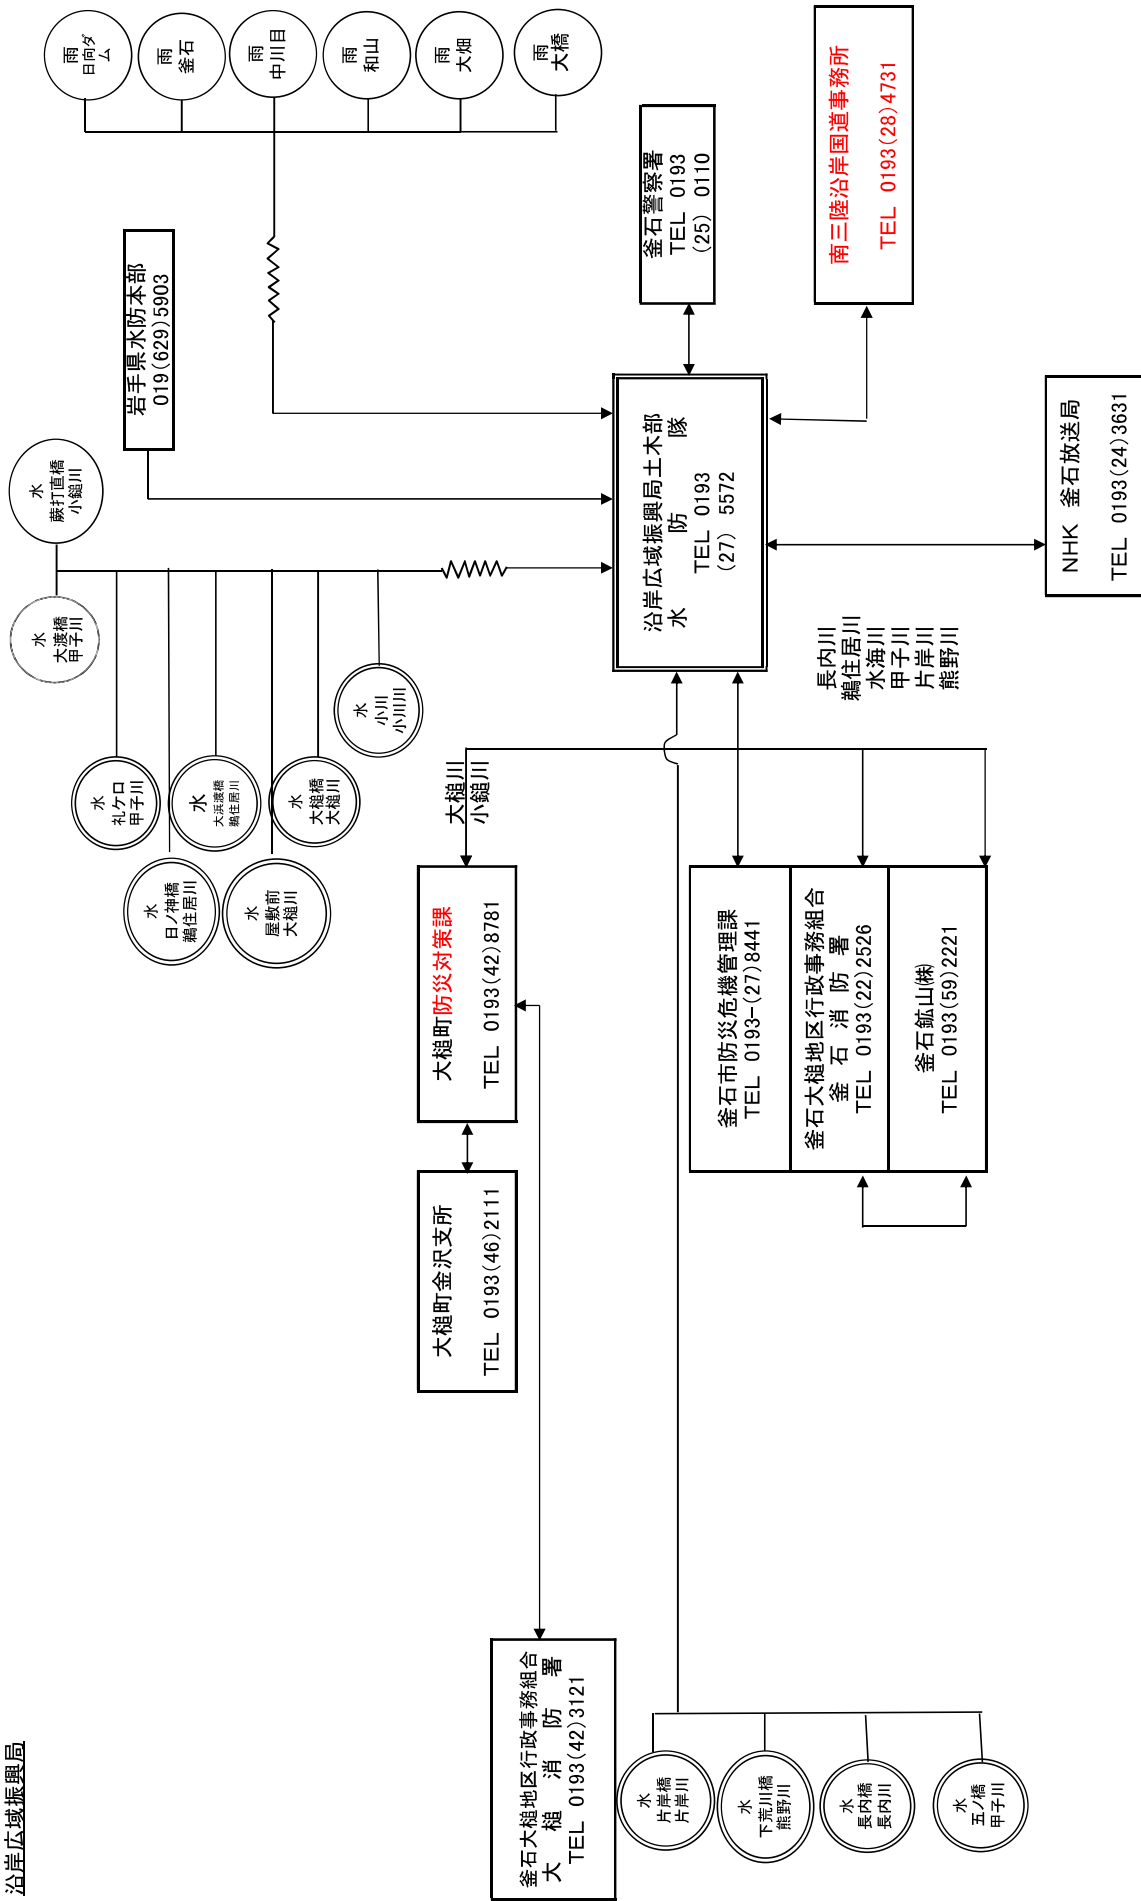 沿岸広域振興局
水
蕨打直橋
小鎚川
水
大渡橋
甲子川
水
礼ケ口
甲子川
水
日ノ神橋
鵜住居川
水
大浜渡橋
鵜住居川
水
屋敷前
大槌川
水
大槌橋
大槌川
水
小川
小川川
岩手県水防本部
019(629)5903
雨
日向ダ
ム
雨
釜石
雨
中川目
雨
和山
雨
大畑
雨
大橋
大槌町防災対策課
TEL 0193(42)8781
大槌川
小鎚川
大槌町金沢支所
TEL 0193(46)2111
釜石大槌地区行政事務組合
大 槌 消 防 署
TEL 0193(42)3121
沿岸広域振興局土木部
水 防 隊
TEL 0193
(27) 5572
釜石警察署
TEL 0193
(25) 0110
南三陸沿岸国道事務所
TEL 0193(28)4731
NHK 釜石放送局
TEL 0193(24)3631
長内川
鵜住居川
水海川
甲子川
片岸川
熊野川
釜石市防災危機管理課
TEL 0193-(27)8441
釜石大槌地区行政事務組合
釜 石 消 防 署
TEL 0193(22)2526
釜石鉱山㈱
TEL 0193(59)2221
水
片岸橋
片岸川
水
下荒川橋
熊野川
水
長内橋
長内川
水
五ノ橋
甲子川